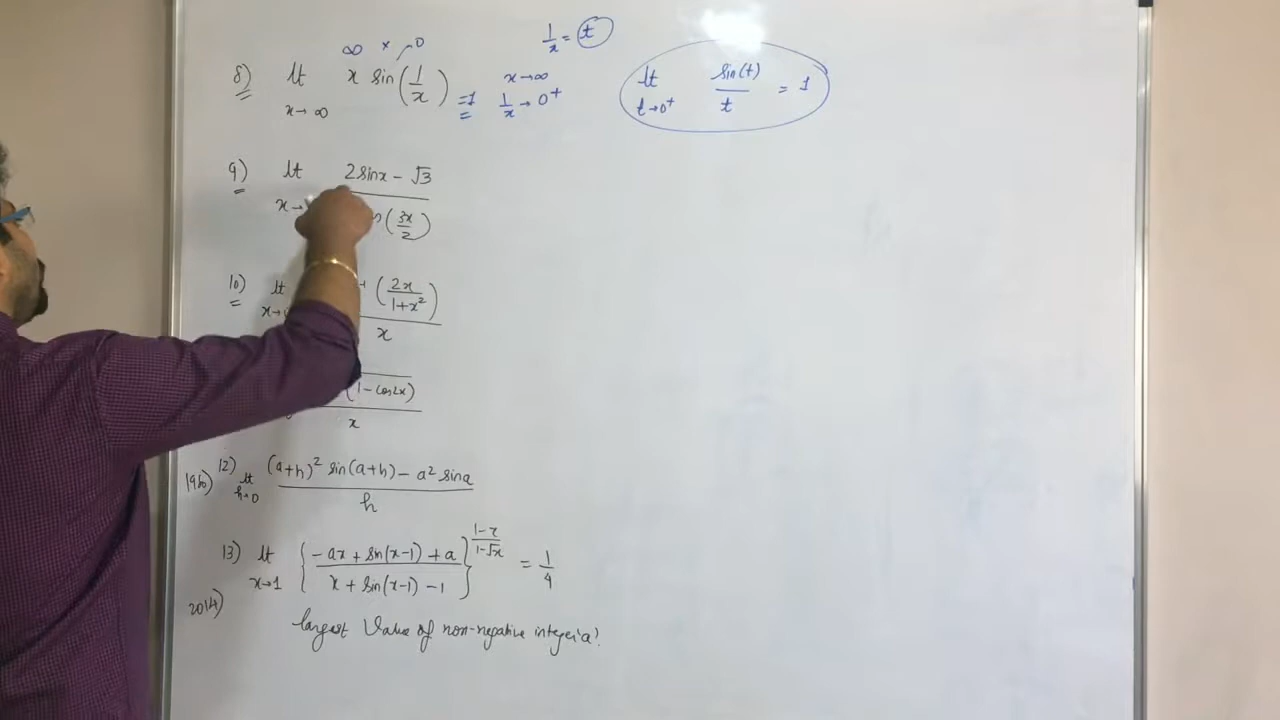 ∞ × 0
1/x = t
8) lt x→∞ x sin(1/x) = 1
x→∞
1/x → 0⁺
lt t→0⁺ sin(t)/t = 1
9) lt x→ 2sinx − √3
(3x/2)
10) lt x→ (2x/1+x²)
x
(1−cos2x)
x
1980) 12) lt h→0 (a+h)² sin(a+h) − a² sina
h
13) lt x→1 { −ax + sin(x−1) + a / x + sin(x−1) − 1 }^(1−x/1−√x) = 1/4
2014)
largest Value of non-negative integer 'a'?